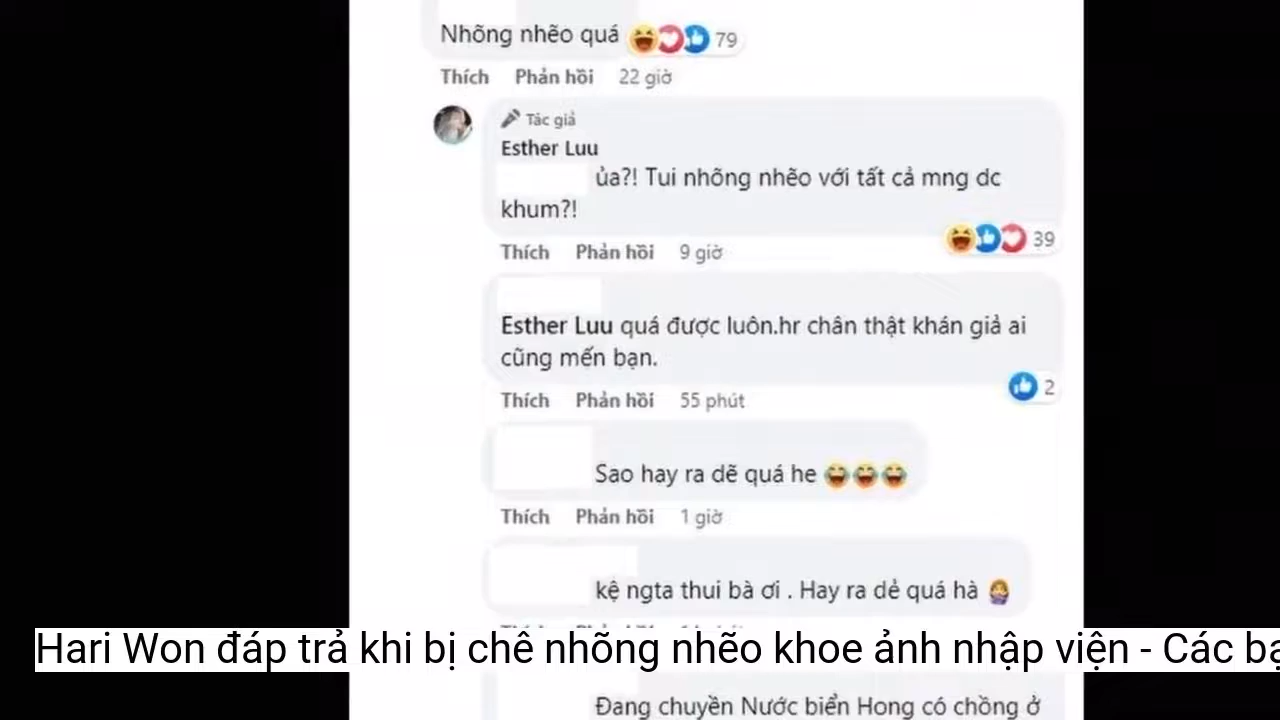 Nhõng nhẽo quá 79
Thích Phản hồi 22 giờ
Tác giả
Esther Luu
ủa?! Tui nhõng nhẽo với tất cả mng dc
khum?!
39
Thích Phản hồi 9 giờ
Esther Luu quá được luôn.hr chân thật khán giả ai
cũng mến bạn.
2
Thích Phản hồi 55 phút
Sao hay ra dẽ quá he 😂😂😂
Thích Phản hồi 1 giờ
kệ ngta thui bà ơi . Hay ra dẻ quá hà 🤦‍♀️
Hari Won đáp trả khi bị chê nhõng nhẽo khoe ảnh nhập viện - Các bạ
Đang chuyền Nước biển Hong có chồng ở